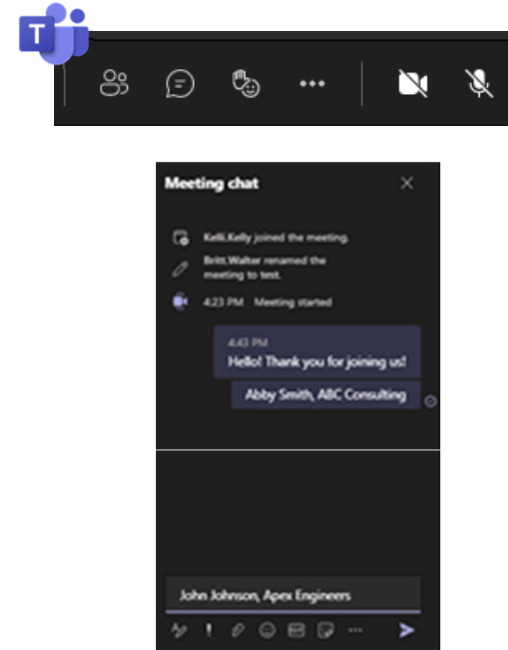 T
Meeting chat
Kelli.Kelly joined the meeting.
Britt.Walter renamed the
meeting to test.
4:23 PM Meeting started
4:43 PM
Hello! Thank you for joining us!
Abby Smith, ABC Consulting
John Johnson, Apex Engineers